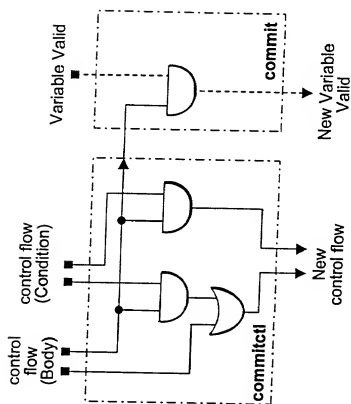 Variable Valid
commit
New Variable
Valid
control flow
(Condition)
control
flow
(Body)
commitctl
New
control flow